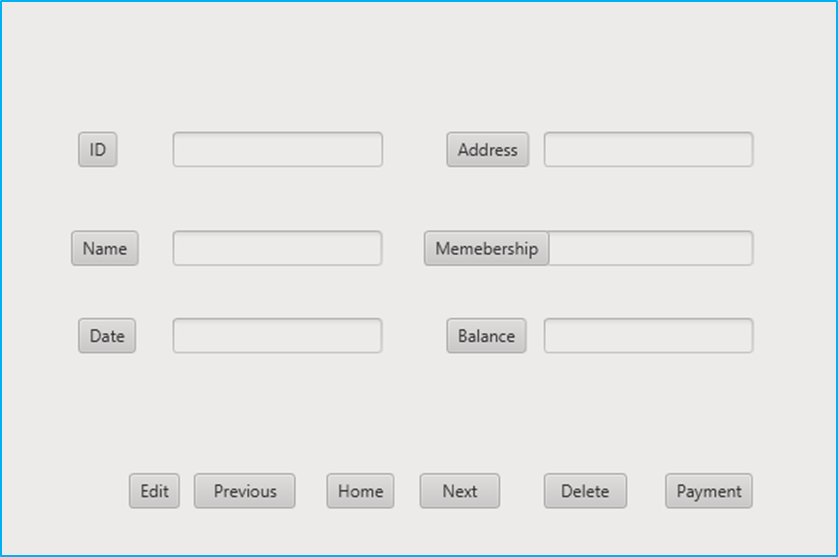 ID Address
Name Memebership
Date Balance
Edit Previous Home Next Delete Payment